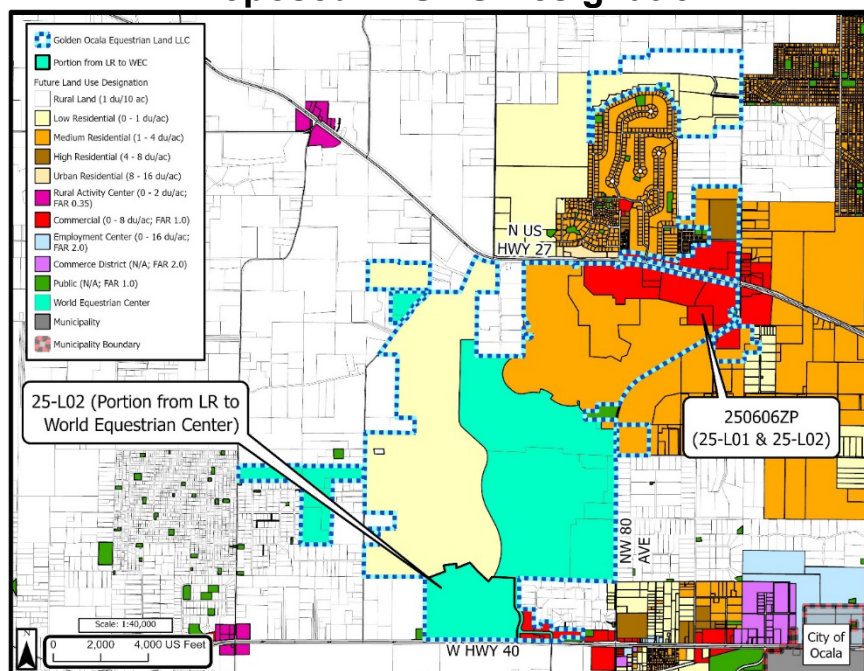 Golden Ocala Equestrian Land LLC
Portion from LR to WEC
Future Land Use Designation
Rural Land (1 du/10 ac)
Low Residential (0 - 1 du/ac)
Medium Residential (1 - 4 du/ac)
High Residential (4 - 8 du/ac)
Urban Residential (8 - 16 du/ac)
Rural Activity Center (0 - 2 du/ac;
FAR 0.35)
Commercial (0 - 8 du/ac; FAR 1.0)
Employment Center (0 - 16 du/ac;
FAR 2.0)
Commerce District (N/A; FAR 2.0)
Public (N/A; FAR 1.0)
World Equestrian Center
Municipality
Municipality Boundary
N US
HWY 27
25-L02 (Portion from LR to
World Equestrian Center)
250606ZP
(25-L01 & 25-L02)
NW 80
AVE
Scale: 1:40,000
N
0 2,000 4,000 US Feet
W HWY 40
City of
Ocala